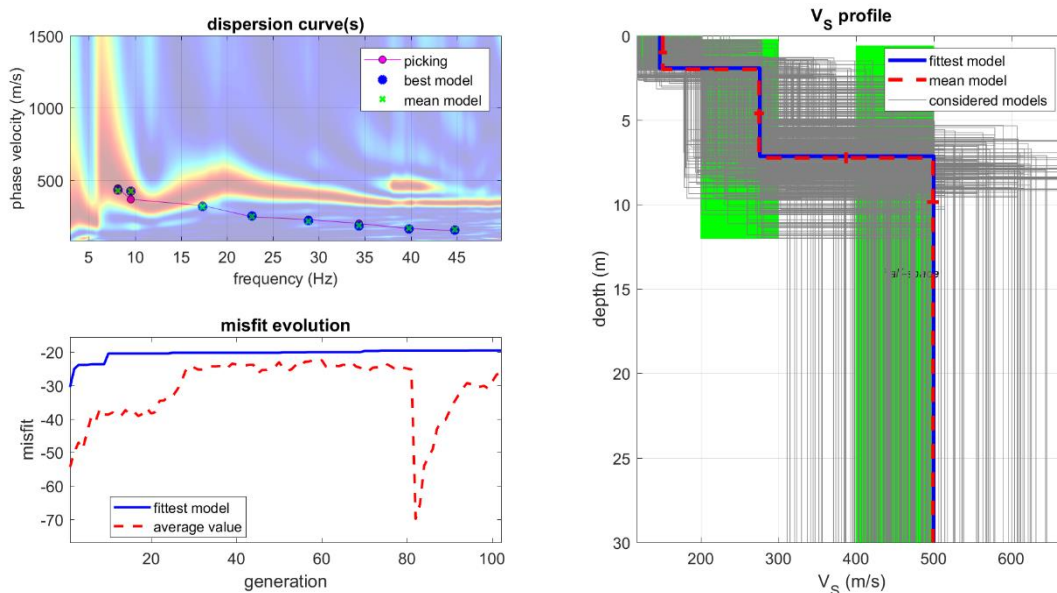 dispersion curve(s)
phase velocity (m/s)
1500
1000
500
picking
best model
mean model
5 10 15 20 25 30 35 40 45
frequency (Hz)
misfit evolution
misfit
-20
-30
-40
-50
-60
-70
fittest model
average value
20 40 60 80 100
generation
V_S profile
depth (m)
0
5
10
15
20
25
30
fittest model
mean model
considered models
200 300 400 500 600
V_S (m/s)